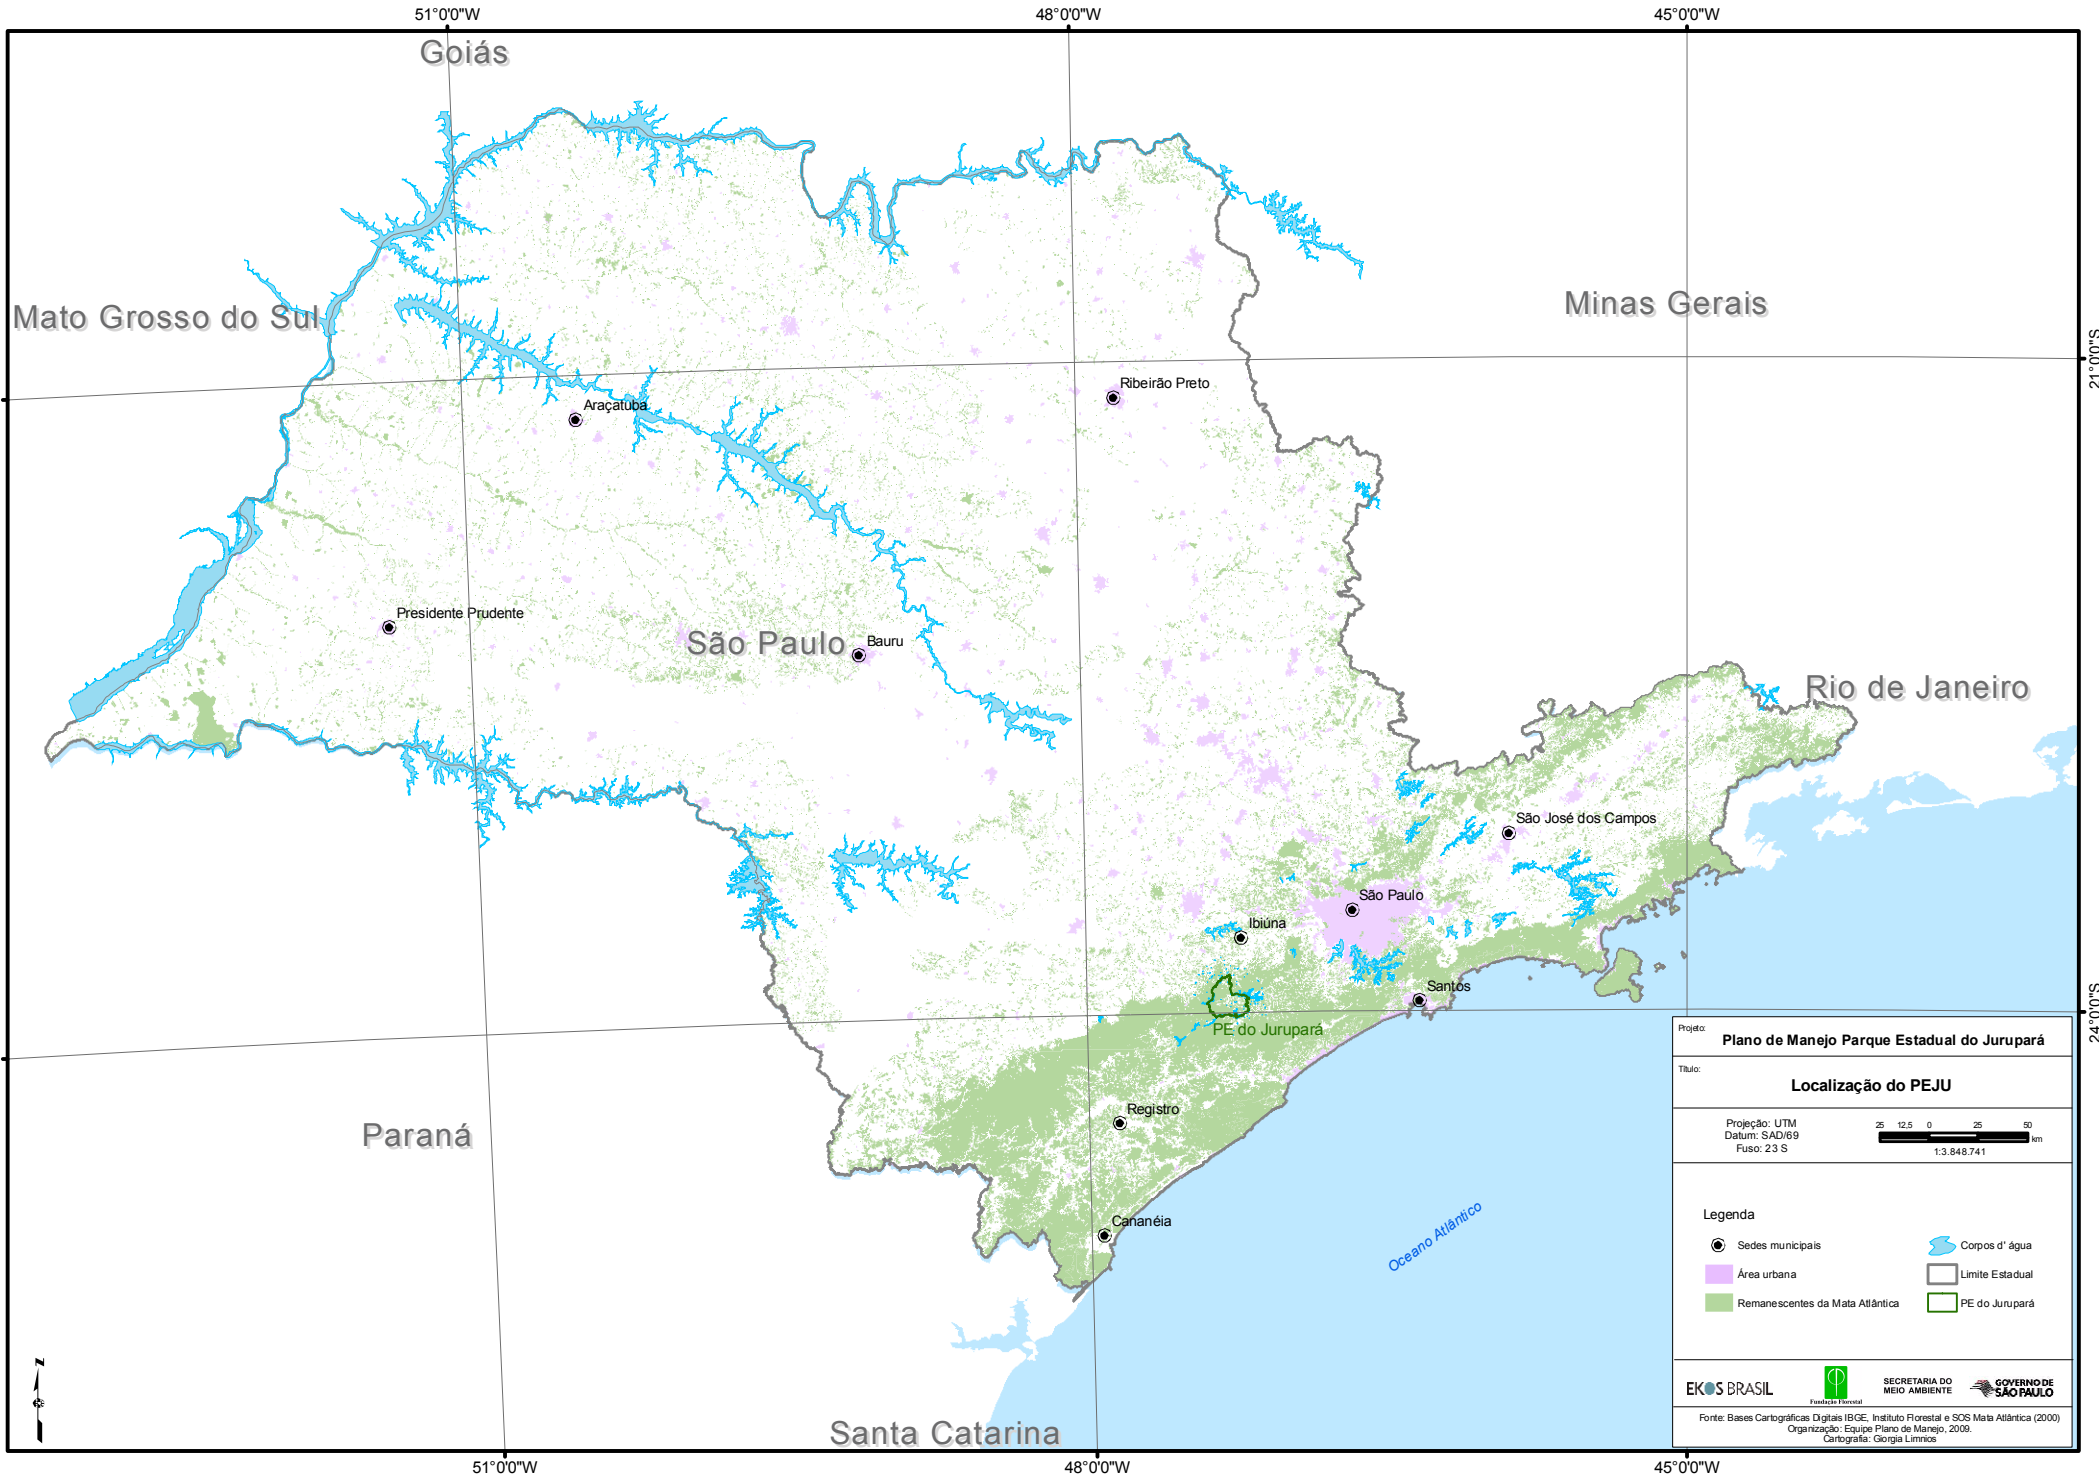 51°0'0"W
48°0'0"W
45°0'0"W
Goiás
Mato Grosso do Sul
Minas Gerais
21°0'0"S
Ribeirão Preto
Araçatuba
Presidente Prudente
São Paulo
Bauru
Rio de Janeiro
São José dos Campos
São Paulo
Ibiúna
Santos
24°0'0"S
PE do Jurupará
Paraná
Registro
Cananéia
Oceano Atlântico
Santa Catarina
N
Projeto:
Plano de Manejo Parque Estadual do Jurupará
Título:
Localização do PEJU
Projeção: UTM
Datum: SAD/69
Fuso: 23 S
25 12,5 0 25 50
km
1:3.848.741
Legenda
Sedes municipais
Corpos d' água
Área urbana
Limite Estadual
Remanescentes da Mata Atlântica
PE do Jurupará
EKOS BRASIL
Fundação Florestal
SECRETARIA DO
MEIO AMBIENTE
GOVERNO DE
SÃO PAULO
Fonte: Bases Cartográficas Digitais IBGE, Instituto Florestal e SOS Mata Atlântica (2000)
Organização: Equipe Plano de Manejo, 2009.
Cartografia: Giorgia Limnios
51°0'0"W
48°0'0"W
45°0'0"W